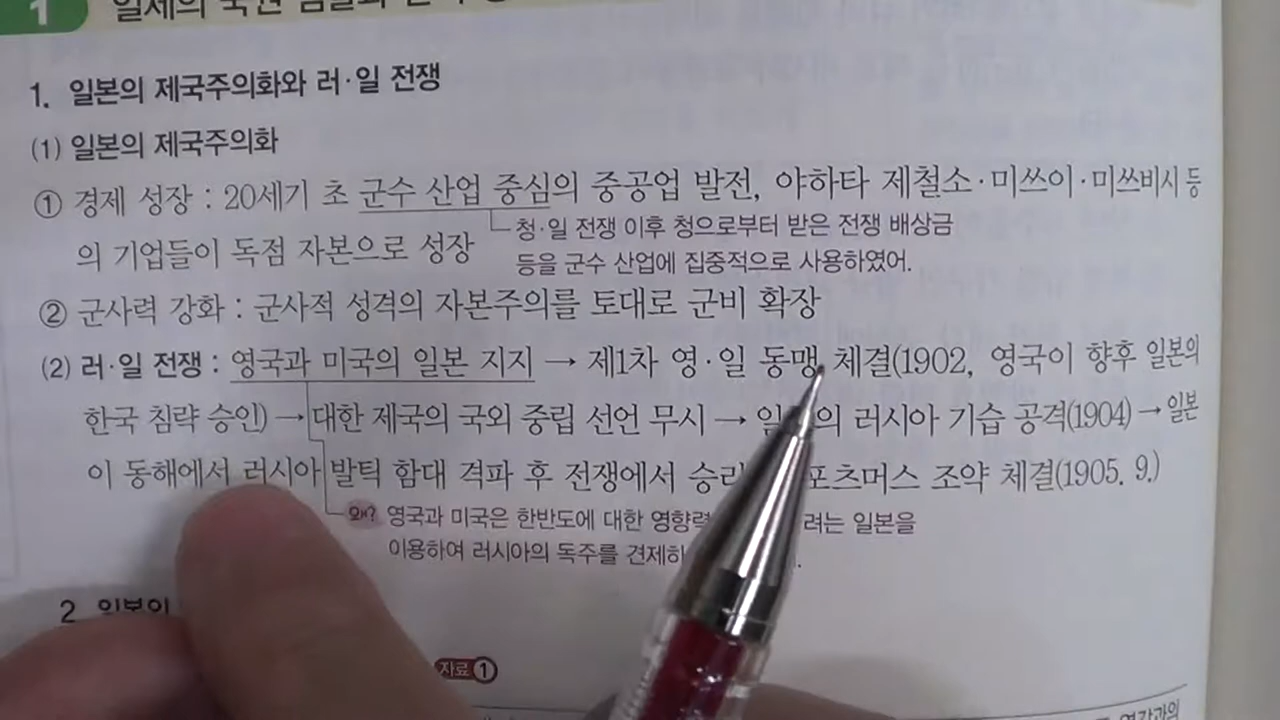 1 일제의 국권
1. 일본의 제국주의화와 러·일 전쟁
(1) 일본의 제국주의화
① 경제 성장 : 20세기 초 군수 산업 중심의 중공업 발전, 야하타 제철소·미쓰이·미쓰비시 등
청·일 전쟁 이후 청으로부터 받은 전쟁 배상금
의 기업들이 독점 자본으로 성장
등을 군수 산업에 집중적으로 사용하였어.
② 군사력 강화 : 군사적 성격의 자본주의를 토대로 군비 확장
(2) 러·일 전쟁 : 영국과 미국의 일본 지지 → 제1차 영·일 동맹 체결(1902, 영국이 향후 일본의
한국 침략 승인) → 대한 제국의 국외 중립 선언 무시 → 일 의 러시아 기습 공격(1904) → 일본
이 동해에서 러시아 발틱 함대 격파 후 전쟁에서 승리 포츠머스 조약 체결(1905. 9.)
왜? 영국과 미국은 한반도에 대한 영향력 려는 일본을
이용하여 러시아의 독주를 견제하
2 일본의
자료 1